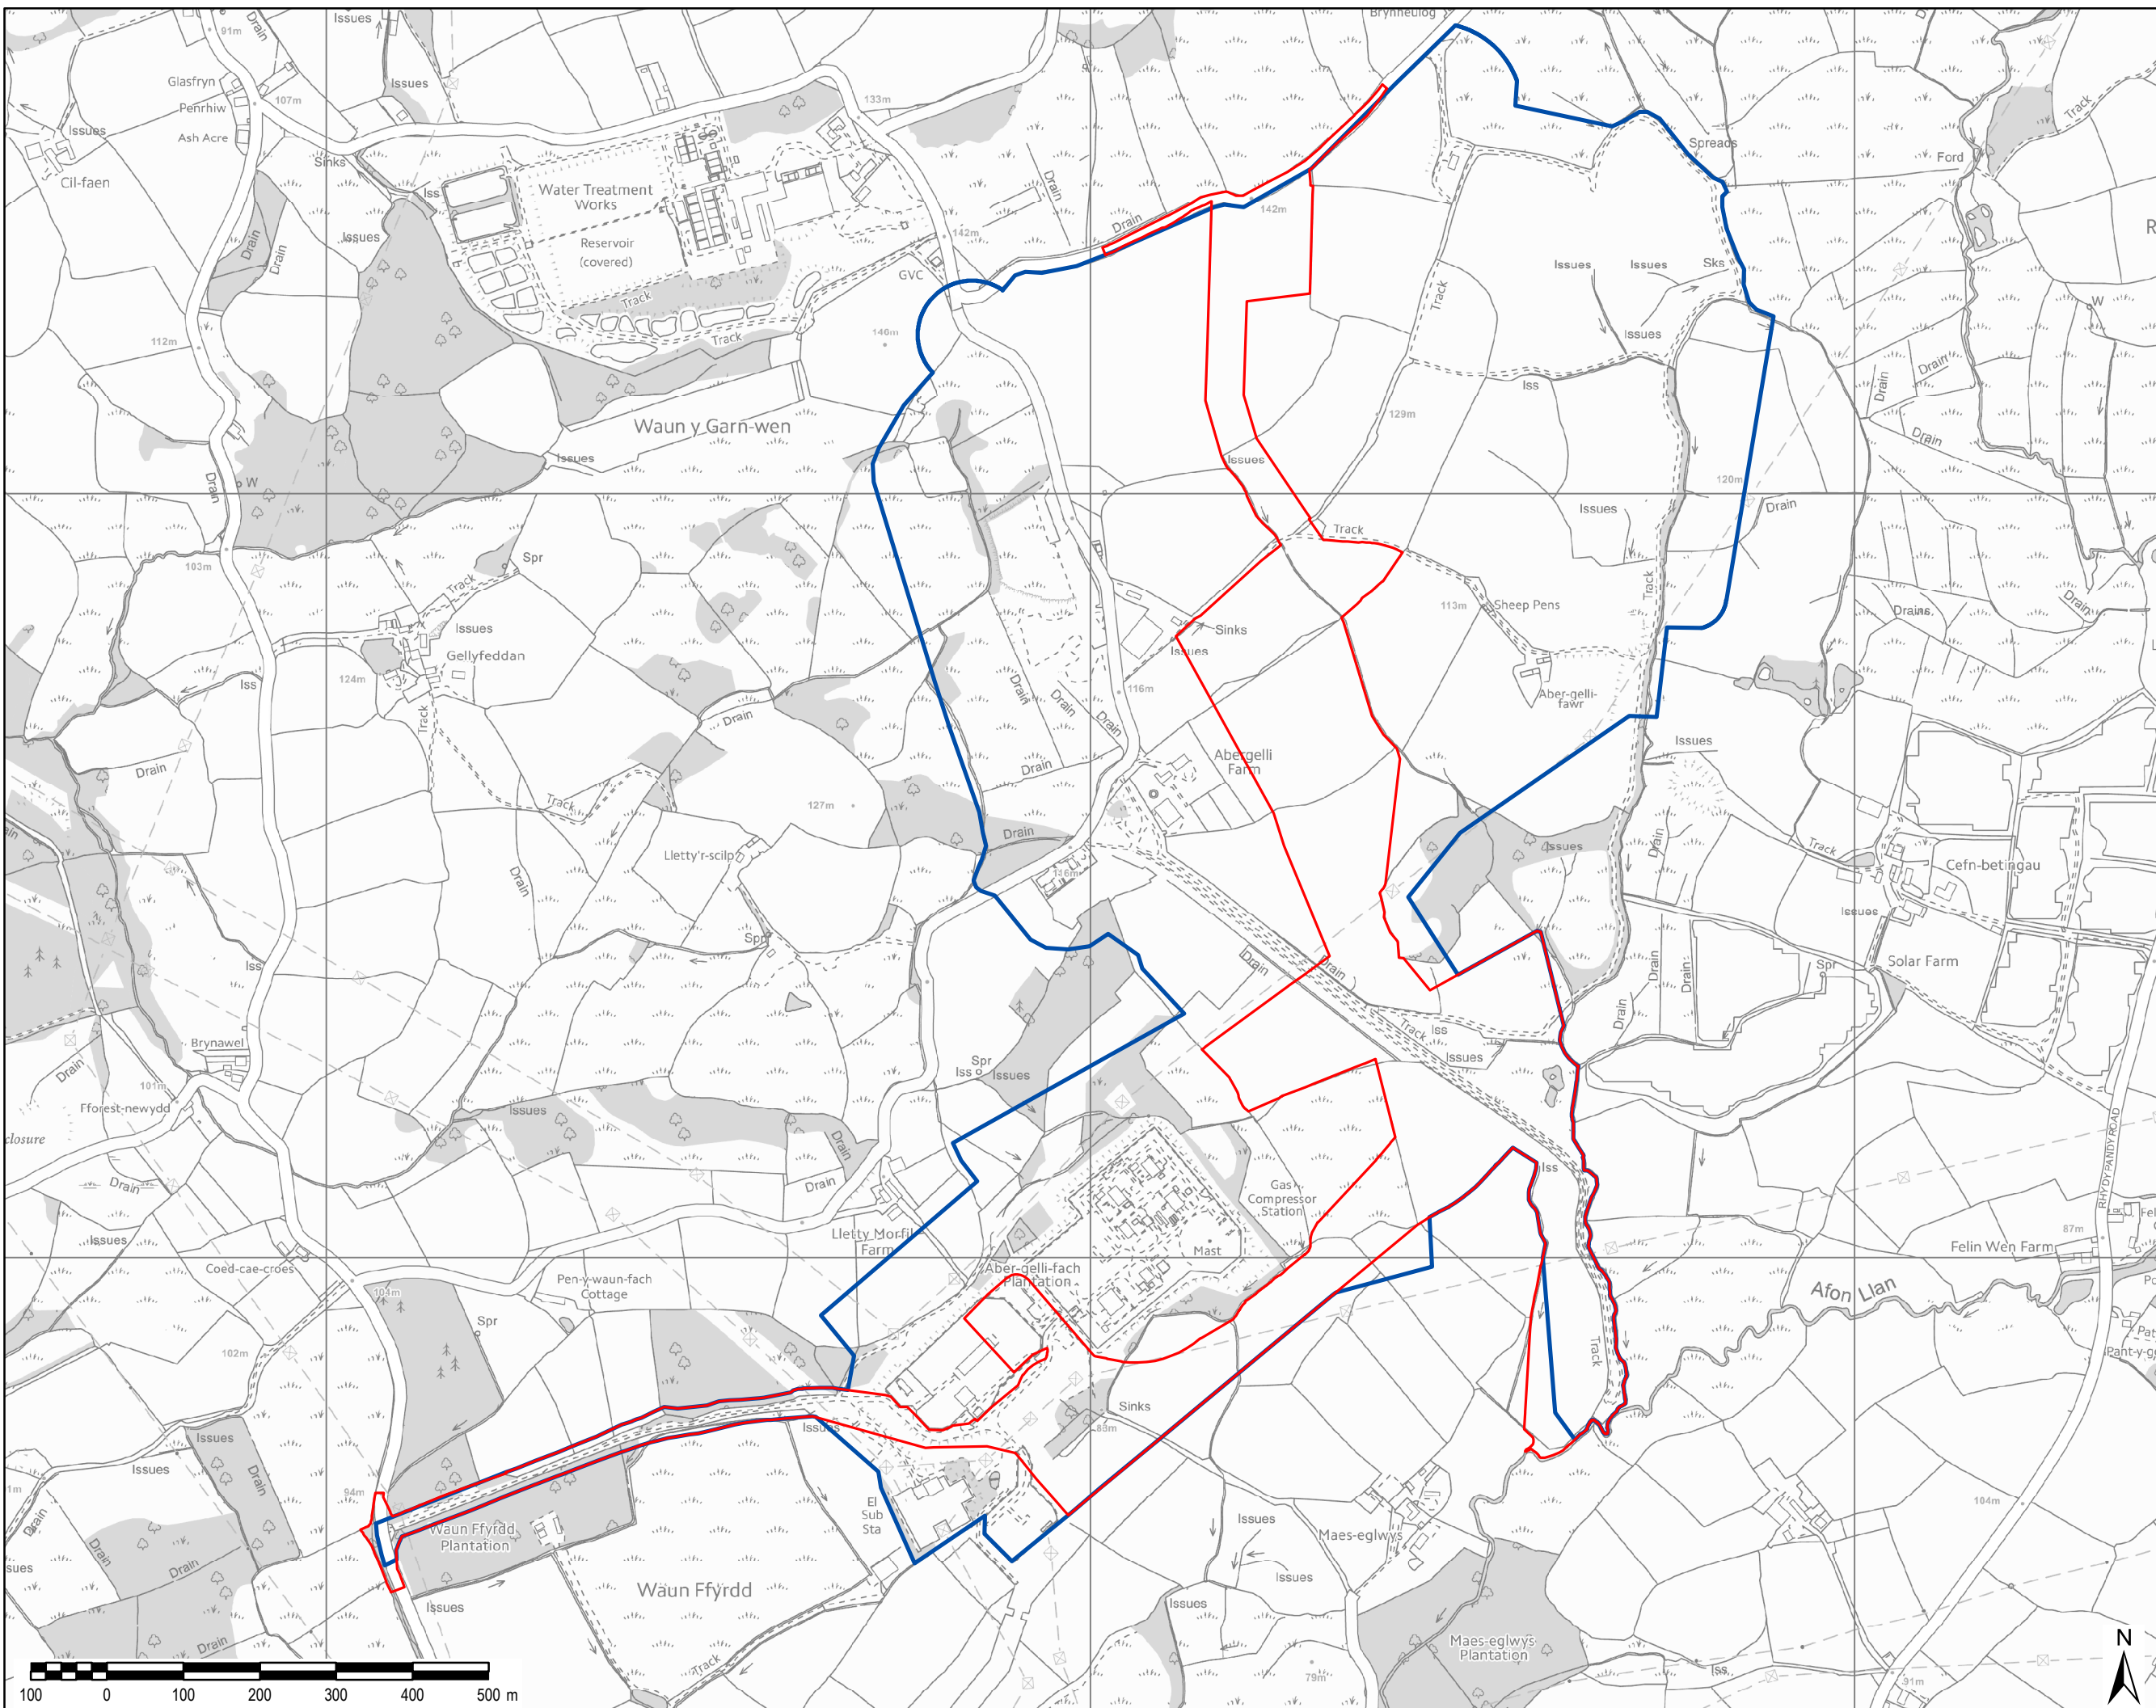 Issues
Brynheulog
91m
Drain
Glasfryn
Issues
107m
Penrhiw
133m
Ash Acre
Issues
Track
Spreads
Sinks
Ford
Cil-faen
Iss
Water Treatment
Works
Drain
142m
Drain
Issues
Reservoir
(covered)
142m
Drain
Drain
GVC
Issues
Issues
Sks
Track
Track
W
112m
146m
Track
Issues
Drain
Iss
Drain
129m
Waun y Garn-wen
Drain
Issues
Issues
W
Drain
120m
Drain
Issues
Track
Spr
103m
Track
Track
Sheep Pens
113m
Drains
Drain
Issues
Sinks
Gellyfeddan
Issues
124m
Iss
Drain
Drain
116m
Aber-gelli-
fawr
Track
Drain
Drain
Issues
Abergelli
Farm
Drain
Drain
Track
127m
Drain
Issues
Drain
Track
Lletty'r-scilp
Cefn-betingau
116m
Drain
Issues
Spr
Iss
Drain
Drain
Drain
Drain
Spr
Solar Farm
Drain
Track
Iss
Brynawel
Issues
Spr
Iss
Issues
Drain
101m
Fforest-newydd
Issues
closure
Drain
RHYDYPANDY ROAD
Iss
Drain
Drain
Gas
Compressor
Station
87m
Issues
Lletty Morfil
Farm
Mast
Felin Wen Farm
Coed-cae-croes
Aber-gelli-fach
Plantation
Pen-y-waun-fach
Cottage
Afon Llan
104m
Spr
102m
Track
Sinks
Issues
83m
Issues
Issues
Drain
94m
El
Sub
Sta
104m
Drain
Waun Ffyrdd
Plantation
Issues
Maes-eglwys
Drain
Issues
Drain
Issues
Waun Ffyrdd
Issues
Issues
Drain
Maes-eglwys
Plantation
N
Track
Iss
79m
91m
100 0 100 200 300 400 500 m